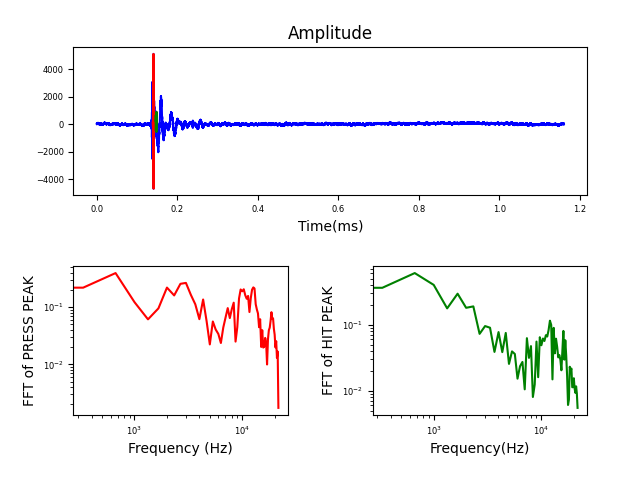 Amplitude
4000
2000
0
−2000
−4000
0.0 0.2 0.4 0.6 0.8 1.0 1.2
Time(ms)
FFT of PRESS PEAK
10⁻¹
10⁻²
10³ 10⁴
Frequency (Hz)
FFT of HIT PEAK
10⁻¹
10⁻²
10³ 10⁴
Frequency(Hz)